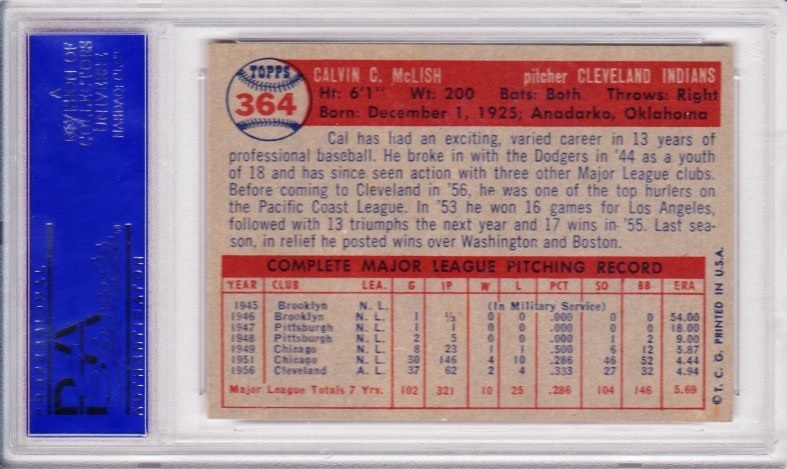 A
DIVISION OF
COLLECTORS
UNIVERSE
PSA
TOPPS
364
CALVIN C. McLISH pitcher CLEVELAND INDIANS
Ht: 6'1" Wt: 200 Bats: Both Throws: Right
Born: December 1, 1925; Anadarko, Oklahoma
Cal has had an exciting, varied career in 13 years of
professional baseball. He broke in with the Dodgers in '44 as a youth
of 18 and has since seen action with three other Major League clubs.
Before coming to Cleveland in '56, he was one of the top hurlers on
the Pacific Coast League. In '53 he won 16 games for Los Angeles,
followed with 13 triumphs the next year and 17 wins in '55. Last sea-
son, in relief he posted wins over Washington and Boston.
COMPLETE MAJOR LEAGUE PITCHING RECORD
YEAR CLUB LEA. G IP W L PCT SO BB ERA
1945 Brooklyn N. L. (In Military Service)
1946 Brooklyn N. L. 1 ⅓ 0 0 .000 0 0 54.00
1947 Pittsburgh N. L. 1 1 0 0 .000 0 0 18.00
1948 Pittsburgh N. L. 2 5 0 0 .000 1 2 9.00
1949 Chicago N. L. 8 23 1 1 .500 6 12 5.87
1951 Chicago N. L. 30 146 4 10 .286 46 52 4.44
1956 Cleveland A. L. 37 62 2 4 .333 27 32 4.94
Major League Totals 7 Yrs. 102 321 10 25 .286 104 146 5.69
© T. C. G. PRINTED IN U.S.A.